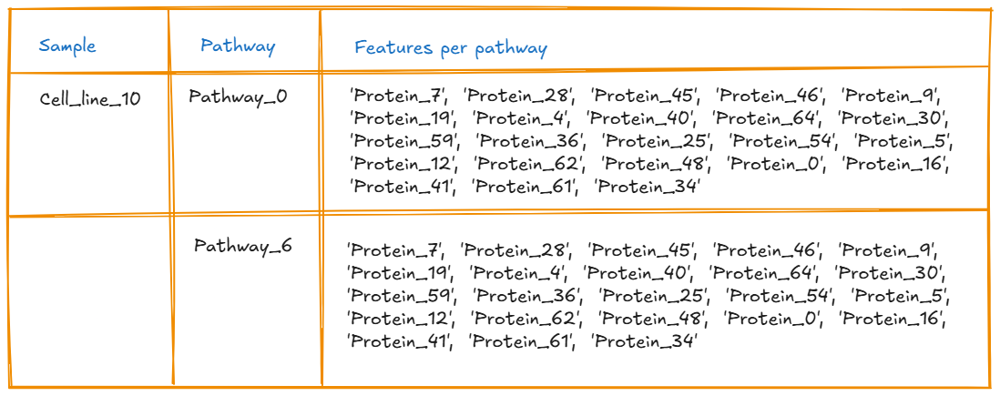 Sample Pathway Features per pathway
Cell_line_10 Pathway_0 'Protein_7', 'Protein_28', 'Protein_45', 'Protein_46', 'Protein_9',
'Protein_19', 'Protein_4', 'Protein_40', 'Protein_64', 'Protein_30',
'Protein_59', 'Protein_36', 'Protein_25', 'Protein_54', 'Protein_5',
'Protein_12', 'Protein_62', 'Protein_48', 'Protein_0', 'Protein_16',
'Protein_41', 'Protein_61', 'Protein_34'
Pathway_6 'Protein_7', 'Protein_28', 'Protein_45', 'Protein_46', 'Protein_9',
'Protein_19', 'Protein_4', 'Protein_40', 'Protein_64', 'Protein_30',
'Protein_59', 'Protein_36', 'Protein_25', 'Protein_54', 'Protein_5',
'Protein_12', 'Protein_62', 'Protein_48', 'Protein_0', 'Protein_16',
'Protein_41', 'Protein_61', 'Protein_34'